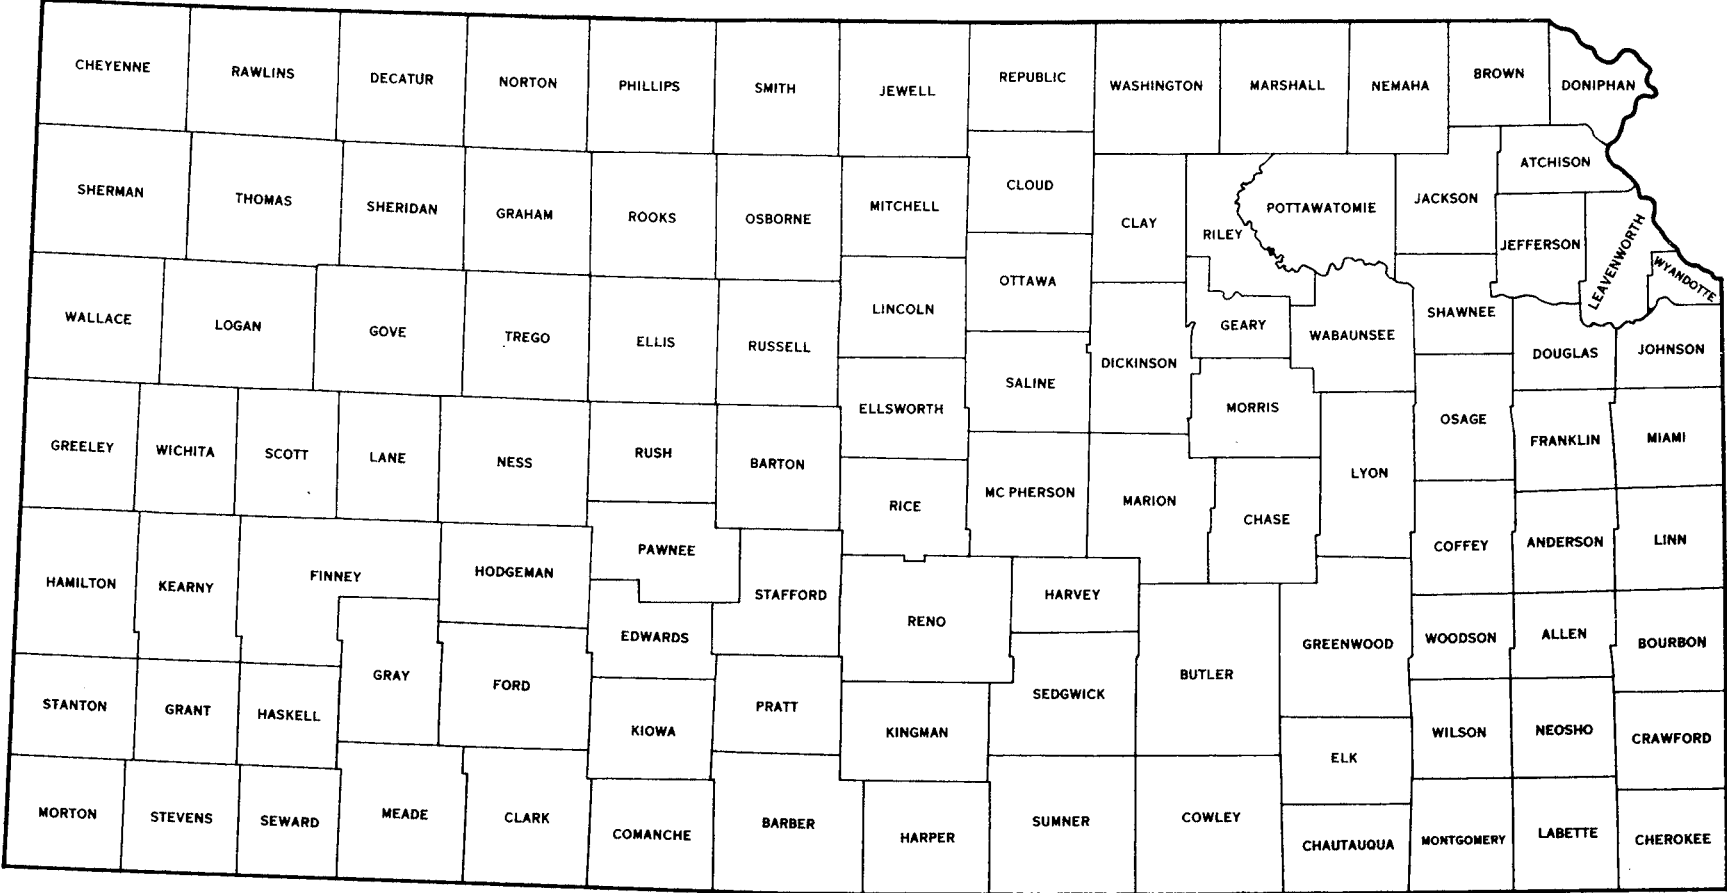 CHEYENNE
RAWLINS
DECATUR
NORTON
PHILLIPS
SMITH
JEWELL
REPUBLIC
WASHINGTON
MARSHALL
NEMAHA
BROWN
DONIPHAN
SHERMAN
THOMAS
SHERIDAN
GRAHAM
ROOKS
OSBORNE
MITCHELL
CLOUD
CLAY
RILEY
POTTAWATOMIE
JACKSON
ATCHISON
JEFFERSON
LEAVENWORTH
WYANDOTTE
WALLACE
LOGAN
GOVE
TREGO
ELLIS
RUSSELL
LINCOLN
OTTAWA
SALINE
DICKINSON
GEARY
WABAUNSEE
SHAWNEE
DOUGLAS
JOHNSON
GREELEY
WICHITA
SCOTT
LANE
NESS
RUSH
BARTON
ELLSWORTH
RICE
MC PHERSON
MARION
MORRIS
CHASE
LYON
OSAGE
FRANKLIN
MIAMI
HAMILTON
KEARNY
FINNEY
HODGEMAN
PAWNEE
STAFFORD
EDWARDS
RENO
HARVEY
BUTLER
GREENWOOD
COFFEY
ANDERSON
LINN
WOODSON
ALLEN
BOURBON
STANTON
GRANT
HASKELL
GRAY
FORD
KIOWA
PRATT
KINGMAN
SEDGWICK
ELK
WILSON
NEOSHO
CRAWFORD
MORTON
STEVENS
SEWARD
MEADE
CLARK
COMANCHE
BARBER
HARPER
SUMNER
COWLEY
CHAUTAUQUA
MONTGOMERY
LABETTE
CHEROKEE